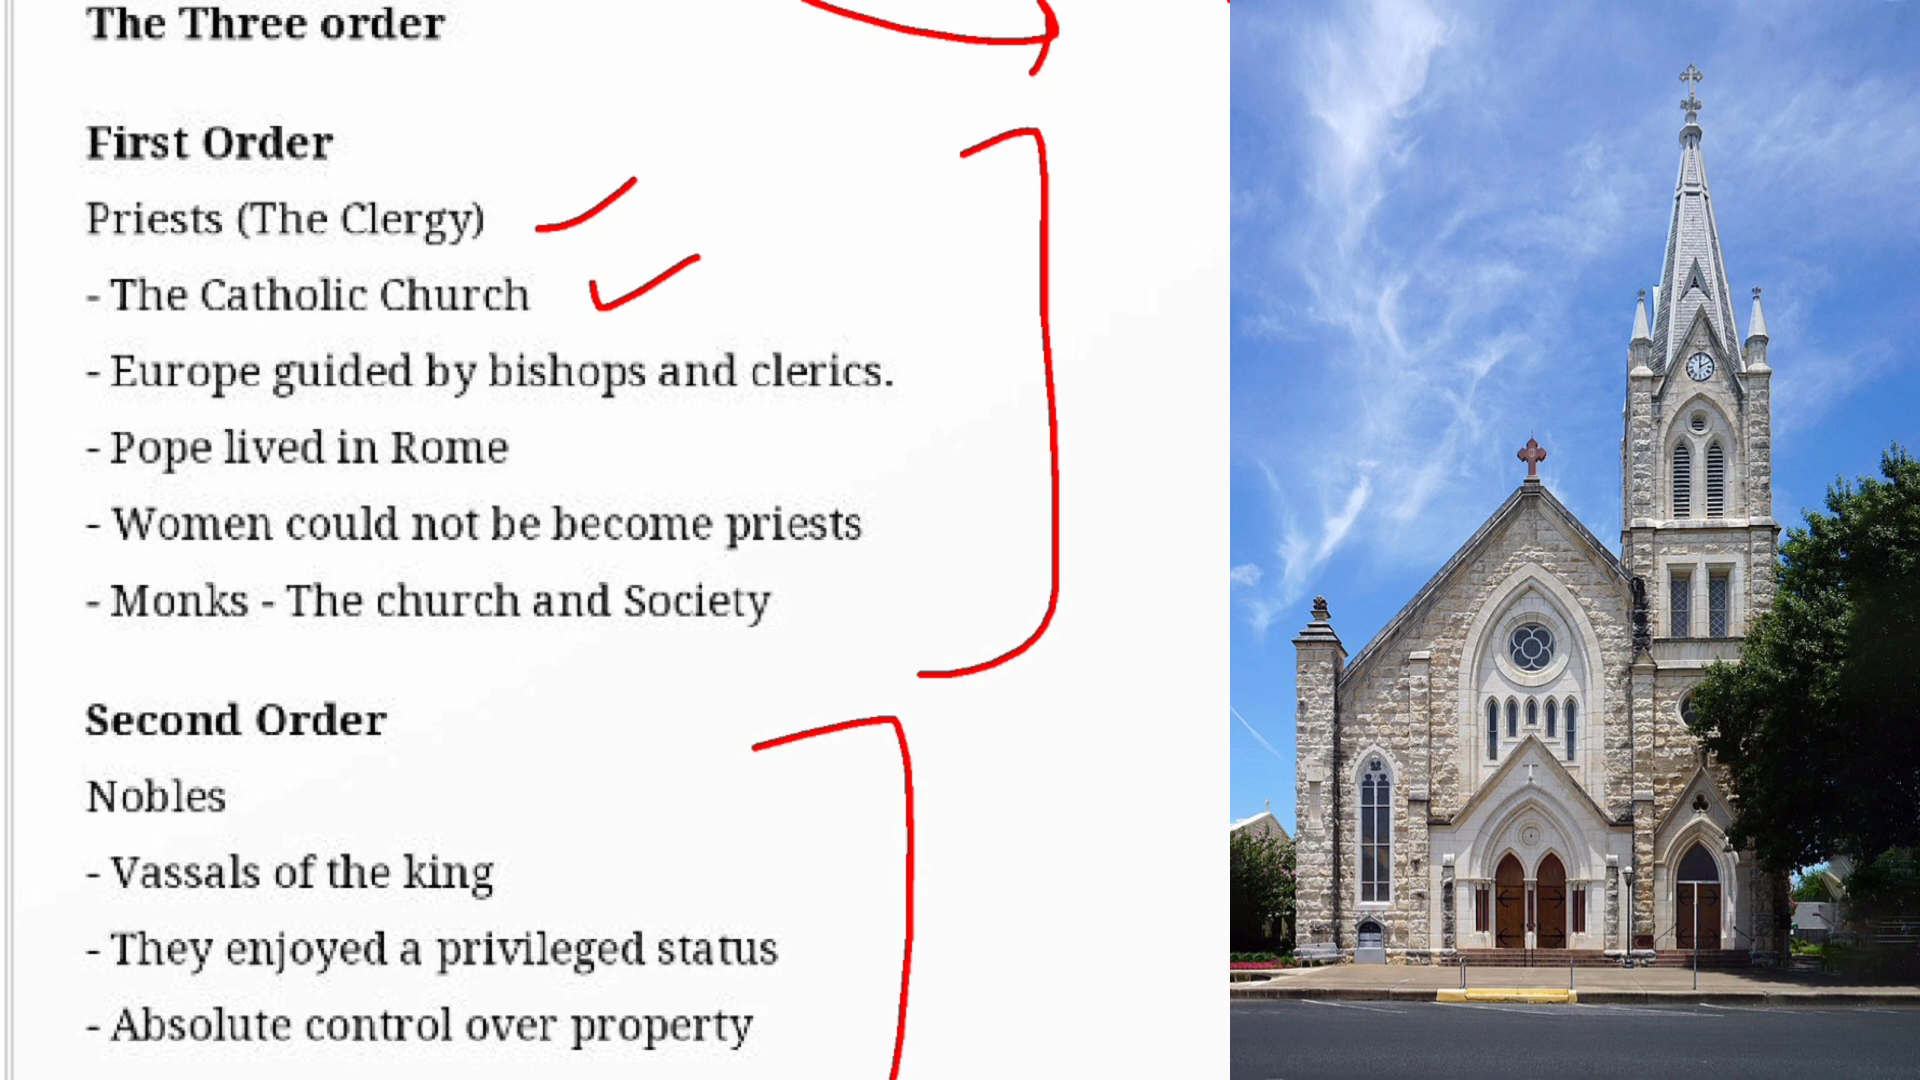 The Three order
First Order
Priests (The Clergy)
- The Catholic Church
- Europe guided by bishops and clerics.
- Pope lived in Rome
- Women could not be become priests
- Monks - The church and Society
Second Order
Nobles
- Vassals of the king
- They enjoyed a privileged status
- Absolute control over property